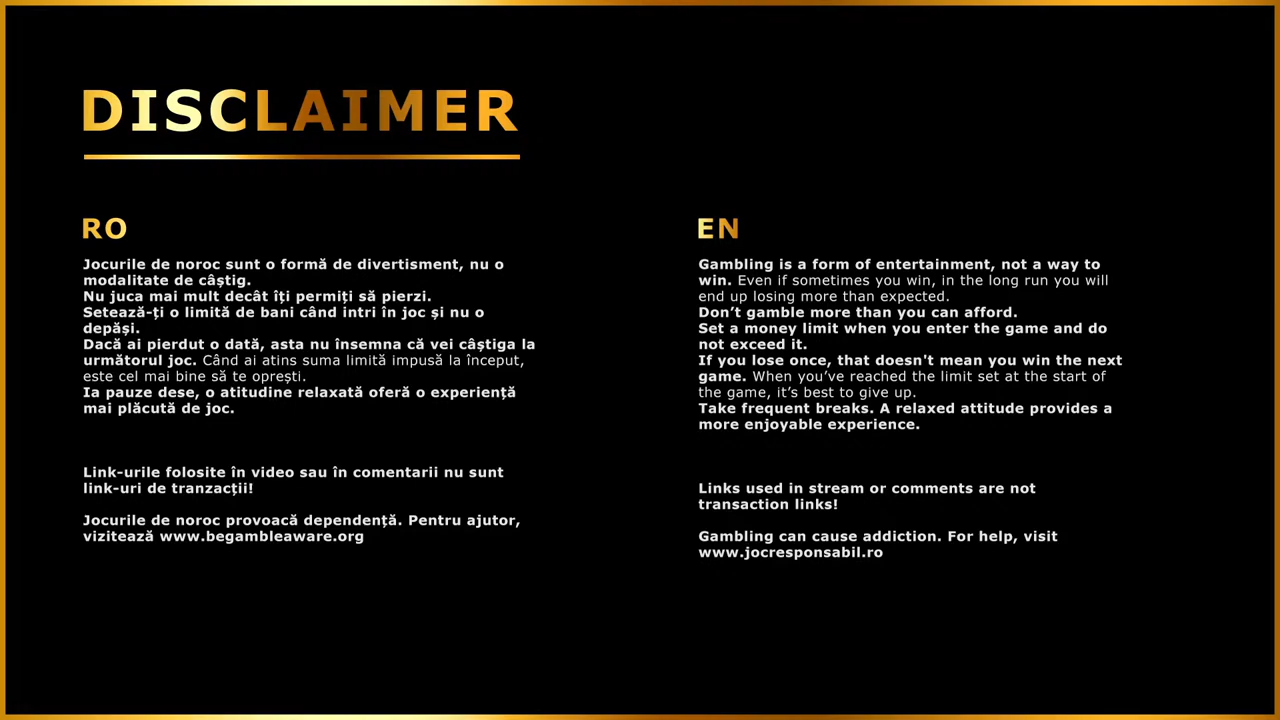 DISCLAIMER
RO
Jocurile de noroc sunt o formă de divertisment, nu o
modalitate de câștig.
Nu juca mai mult decât îți permiți să pierzi.
Setează-ți o limită de bani când intri în joc și nu o
depăși.
Dacă ai pierdut o dată, asta nu însemna că vei câștiga la
următorul joc. Când ai atins suma limită impusă la început,
este cel mai bine să te oprești.
Ia pauze dese, o atitudine relaxată oferă o experiență
mai plăcută de joc.
Link-urile folosite în video sau în comentarii nu sunt
link-uri de tranzacții!
Jocurile de noroc provoacă dependență. Pentru ajutor,
vizitează www.begambleaware.org
EN
Gambling is a form of entertainment, not a way to
win. Even if sometimes you win, in the long run you will
end up losing more than expected.
Don’t gamble more than you can afford.
Set a money limit when you enter the game and do
not exceed it.
If you lose once, that doesn't mean you win the next
game. When you’ve reached the limit set at the start of
the game, it’s best to give up.
Take frequent breaks. A relaxed attitude provides a
more enjoyable experience.
Links used in stream or comments are not
transaction links!
Gambling can cause addiction. For help, visit
www.jocresponsabil.ro